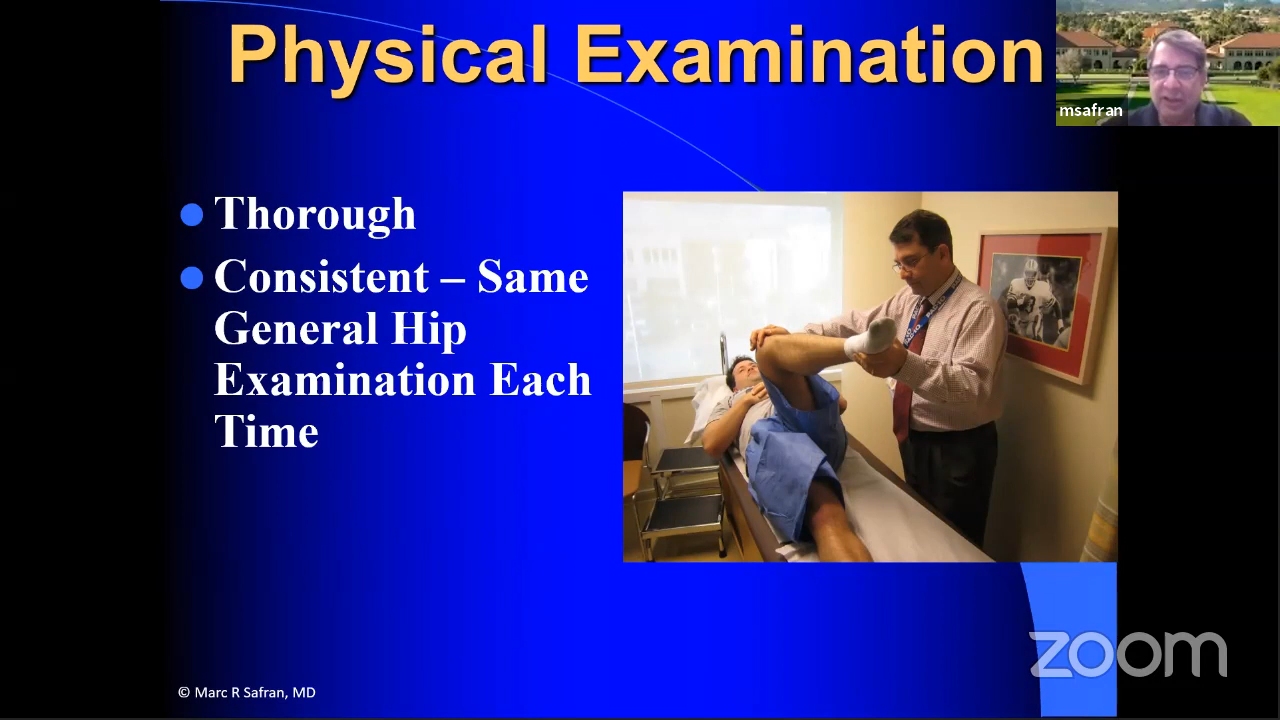 Physical Examination
msafran
Thorough
Consistent – Same
General Hip
Examination Each
Time
© Marc R Safran, MD
zoom